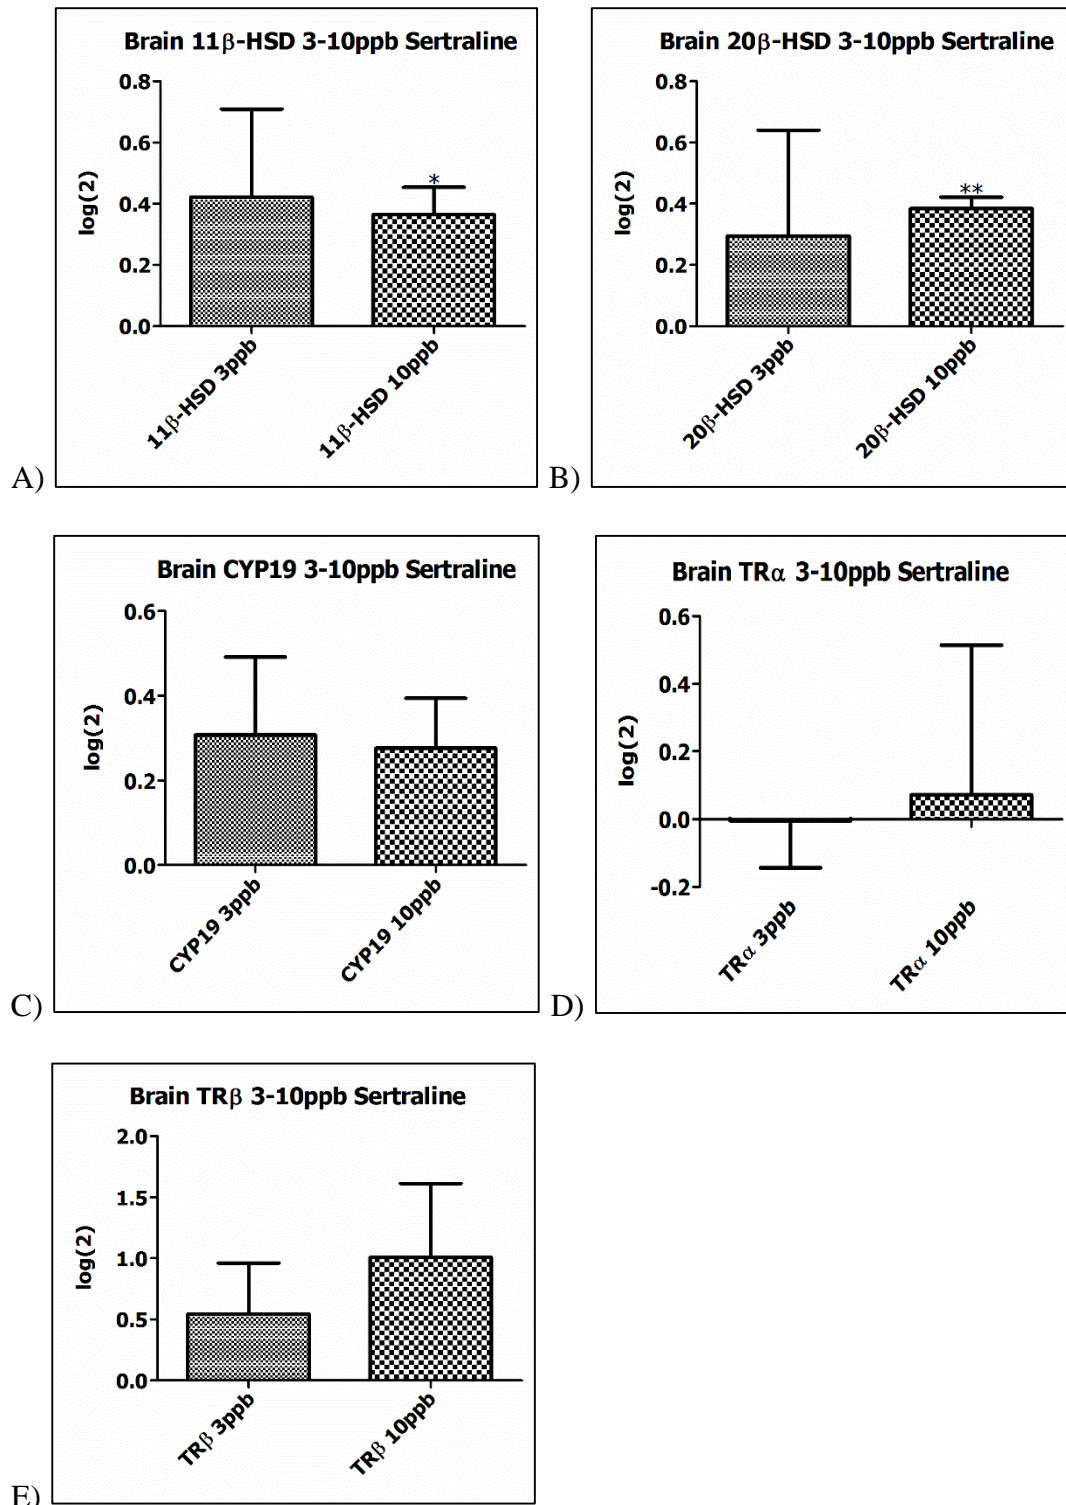 Brain 11β-HSD 3-10ppb Sertraline
0.8
0.6
0.4
0.2
0.0
log(2)
*
11β-HSD 3ppb
11β-HSD 10ppb
A)
Brain 20β-HSD 3-10ppb Sertraline
0.8
0.6
0.4
0.2
0.0
log(2)
**
20β-HSD 3ppb
20β-HSD 10ppb
B)
Brain CYP19 3-10ppb Sertraline
0.6
0.4
0.2
0.0
log(2)
CYP19 3ppb
CYP19 10ppb
C)
Brain TRα 3-10ppb Sertraline
0.6
0.4
0.2
0.0
-0.2
log(2)
TRα 3ppb
TRα 10ppb
D)
Brain TRβ 3-10ppb Sertraline
2.0
1.5
1.0
0.5
0.0
log(2)
TRβ 3ppb
TRβ 10ppb
E)